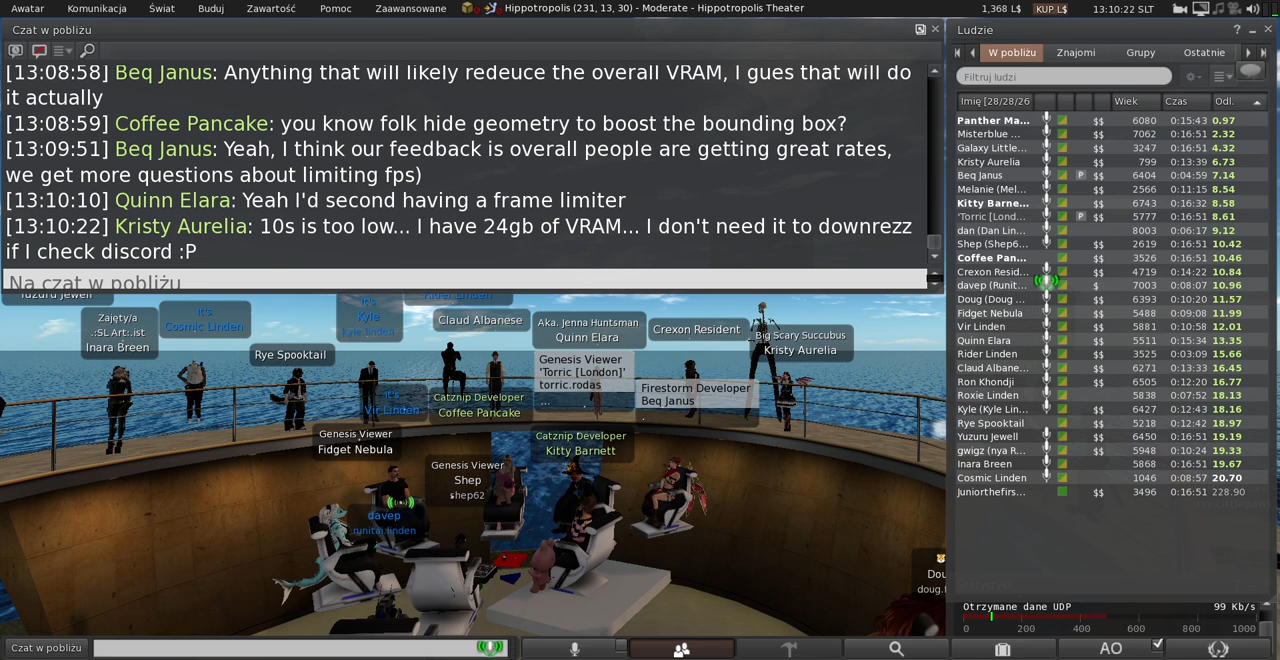 Awatar Komunikacja Świat Buduj Zawartość Pomoc Zaawansowane Hippotropolis (231, 13, 30) - Moderate - Hippotropolis Theater 1,368 L$ KUP L$ 13:10:22 SLT
Czat w pobliżu
[13:08:58] Beq Janus: Anything that will likely redeuce the overall VRAM, I gues that will do
it actually
[13:08:59] Coffee Pancake: you know folk hide geometry to boost the bounding box?
[13:09:51] Beq Janus: Yeah, I think our feedback is overall people are getting great rates,
we get more questions about limiting fps)
[13:10:10] Quinn Elara: Yeah I'd second having a frame limiter
[13:10:22] Kristy Aurelia: 10s is too low... I have 24gb of VRAM... I don't need it to downrezz
if I check discord :P
Na czat w pobliżu
Yuzuru Jewell
Zajęty/a
.:SL Art:.ist
Inara Breen
It's
Cosmic Linden
Rye Spooktail
It's
Kyle
kyle.linden
Rider Linden
Claud Albanese
Aka. Jenna Huntsman
Quinn Elara
Crexon Resident
Big Scary Succubus
Kristy Aurelia
Genesis Viewer
'Torric [London]'
torric.rodas
...
Firestorm Developer
Beq Janus
.
It's
Vir Linden
Catznip Developer
Coffee Pancake
Genesis Viewer
Fidget Nebula
Catznip Developer
Kitty Barnett
Genesis Viewer
Shep
shep62
davep
runitai.linden
Dou
doug.f
Ludzie
W pobliżu Znajomi Grupy Ostatnie
Filtruj ludzi
Imię [28/28/26 Wiek Czas Odl.
Panther Ma... $$ 6080 0:15:43 0.97
Misterblue ... $$ 7062 0:16:51 2.32
Galaxy Little... $$ 3247 0:16:51 4.32
Kristy Aurelia $$ 799 0:13:39 6.73
Beq Janus P $$ 6404 0:04:59 7.14
Melanie (Mel... $$ 2566 0:11:15 8.54
Kitty Barne... $$ 6743 0:16:32 8.58
'Torric [Lond... P $$ 5777 0:16:51 8.61
dan (Dan Lin... 8003 0:06:17 9.12
Shep (Shep6... $$ 2619 0:16:51 10.42
Coffee Pan... $$ 3526 0:16:51 10.46
Crexon Resid... $$ 4719 0:14:22 10.84
davep (Runit... $ 7003 0:08:07 10.96
Doug (Doug ... $$ 6393 0:10:20 11.57
Fidget Nebula $$ 5488 0:09:08 11.99
Vir Linden $$ 5881 0:10:58 12.01
Quinn Elara $$ 5511 0:15:34 13.35
Rider Linden $$ 3525 0:03:09 15.66
Claud Albane... $$ 6271 0:13:33 16.45
Ron Khondji $$ 6505 0:12:20 16.77
Roxie Linden 5838 0:07:52 18.13
Kyle (Kyle Lin... $$ 6427 0:12:43 18.16
Rye Spooktail $$ 5218 0:12:42 18.97
Yuzuru Jewell $$ 6450 0:16:51 19.19
gwigz (nya R... $$ 5948 0:10:24 19.33
Inara Breen 5868 0:16:51 19.67
Cosmic Linden 1046 0:08:57 20.70
Juniorthefirs... $$ 3496 0:16:51 228.90
Otrzymane dane UDP 99 Kb/s
0 200 400 600 800 1000
Czat w pobliżu AO